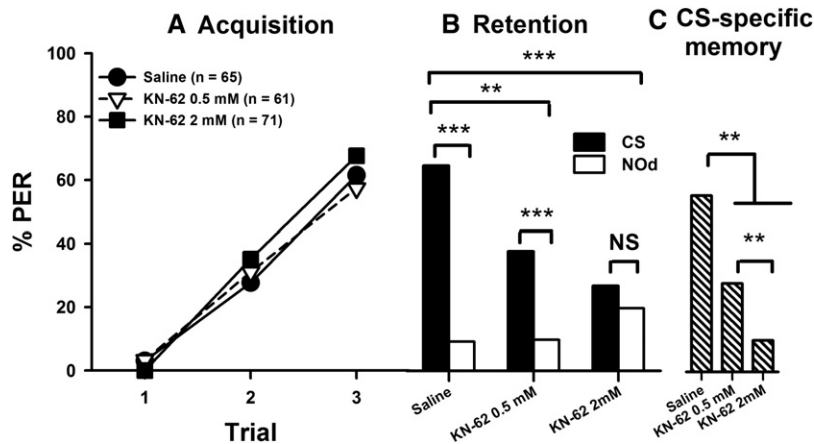 A Acquisition
B Retention
C CS-specific
memory
% PER
100
80
60
40
20
0
Saline (n = 65)
KN-62 0.5 mM (n = 61)
KN-62 2 mM (n = 71)
1 2 3
Trial
***
**
***
***
NS
CS
NOd
Saline
KN-62 0.5 mM
KN-62 2mM
**
**
Saline
KN-62 0.5 mM
KN-62 2mM